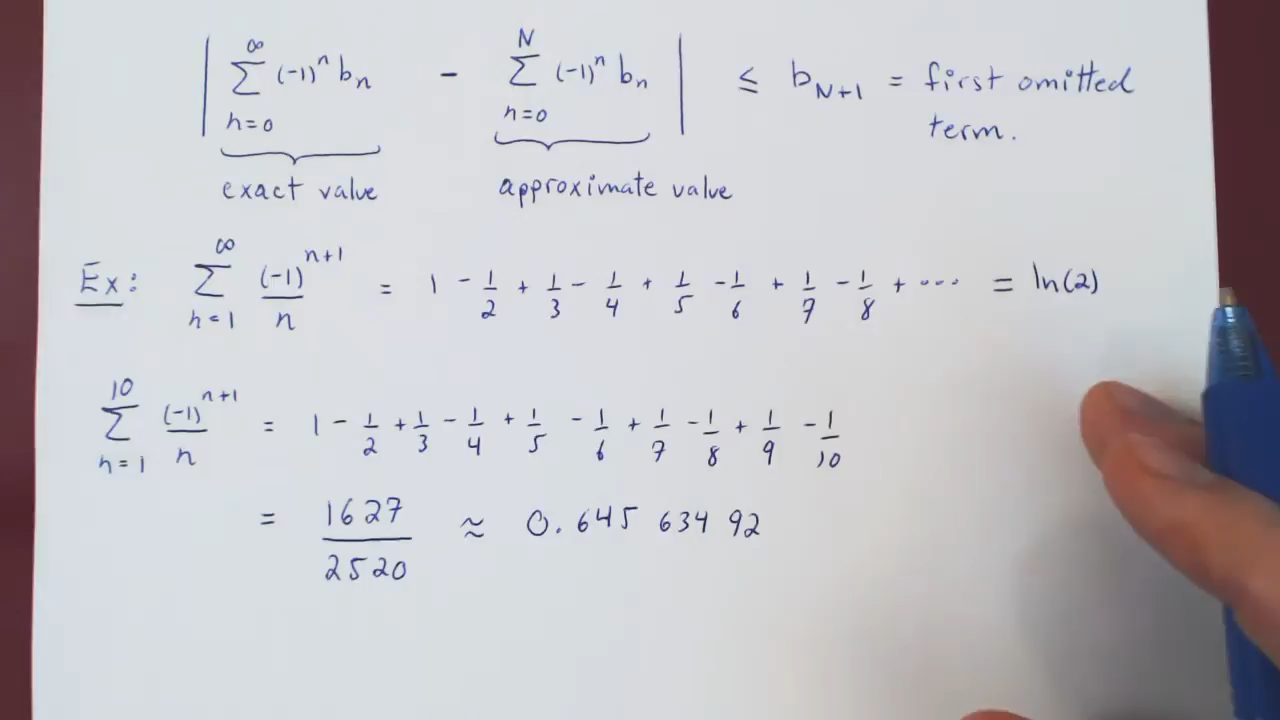 | ∞∑n=0 (-1)^n bn - N∑n=0 (-1)^n bn | ≤ bN+1 = first omitted
term.
exact value approximate value
Ex: ∞∑n=1 (-1)^n+1/n = 1 - 1/2 + 1/3 - 1/4 + 1/5 - 1/6 + 1/7 - 1/8 + ... = ln(2)
10∑n=1 (-1)^n+1/n = 1 - 1/2 + 1/3 - 1/4 + 1/5 - 1/6 + 1/7 - 1/8 + 1/9 - 1/10
= 1627/2520 ≈ 0.645 634 92